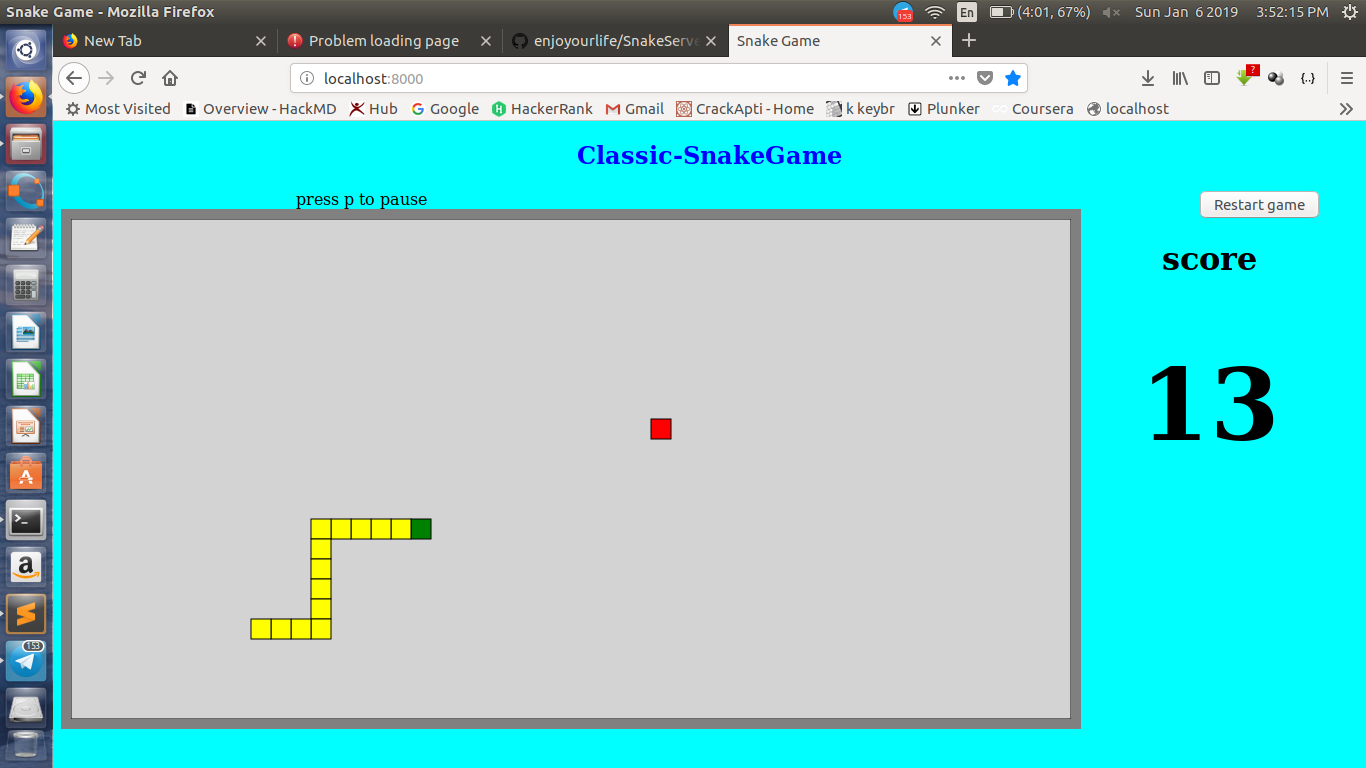 Snake Game - Mozilla Firefox
153
En
(4:01, 67%)
Sun Jan 6 2019
3:52:15 PM
New Tab
Problem loading page
enjoyourlife/SnakeServe
Snake Game
localhost:8000
?
{..}
Most Visited
Overview - HackMD
Hub
Google
HackerRank
Gmail
CrackApti - Home
k keybr
Plunker
Coursera
localhost
Classic-SnakeGame
press p to pause
Restart game
score
13
153